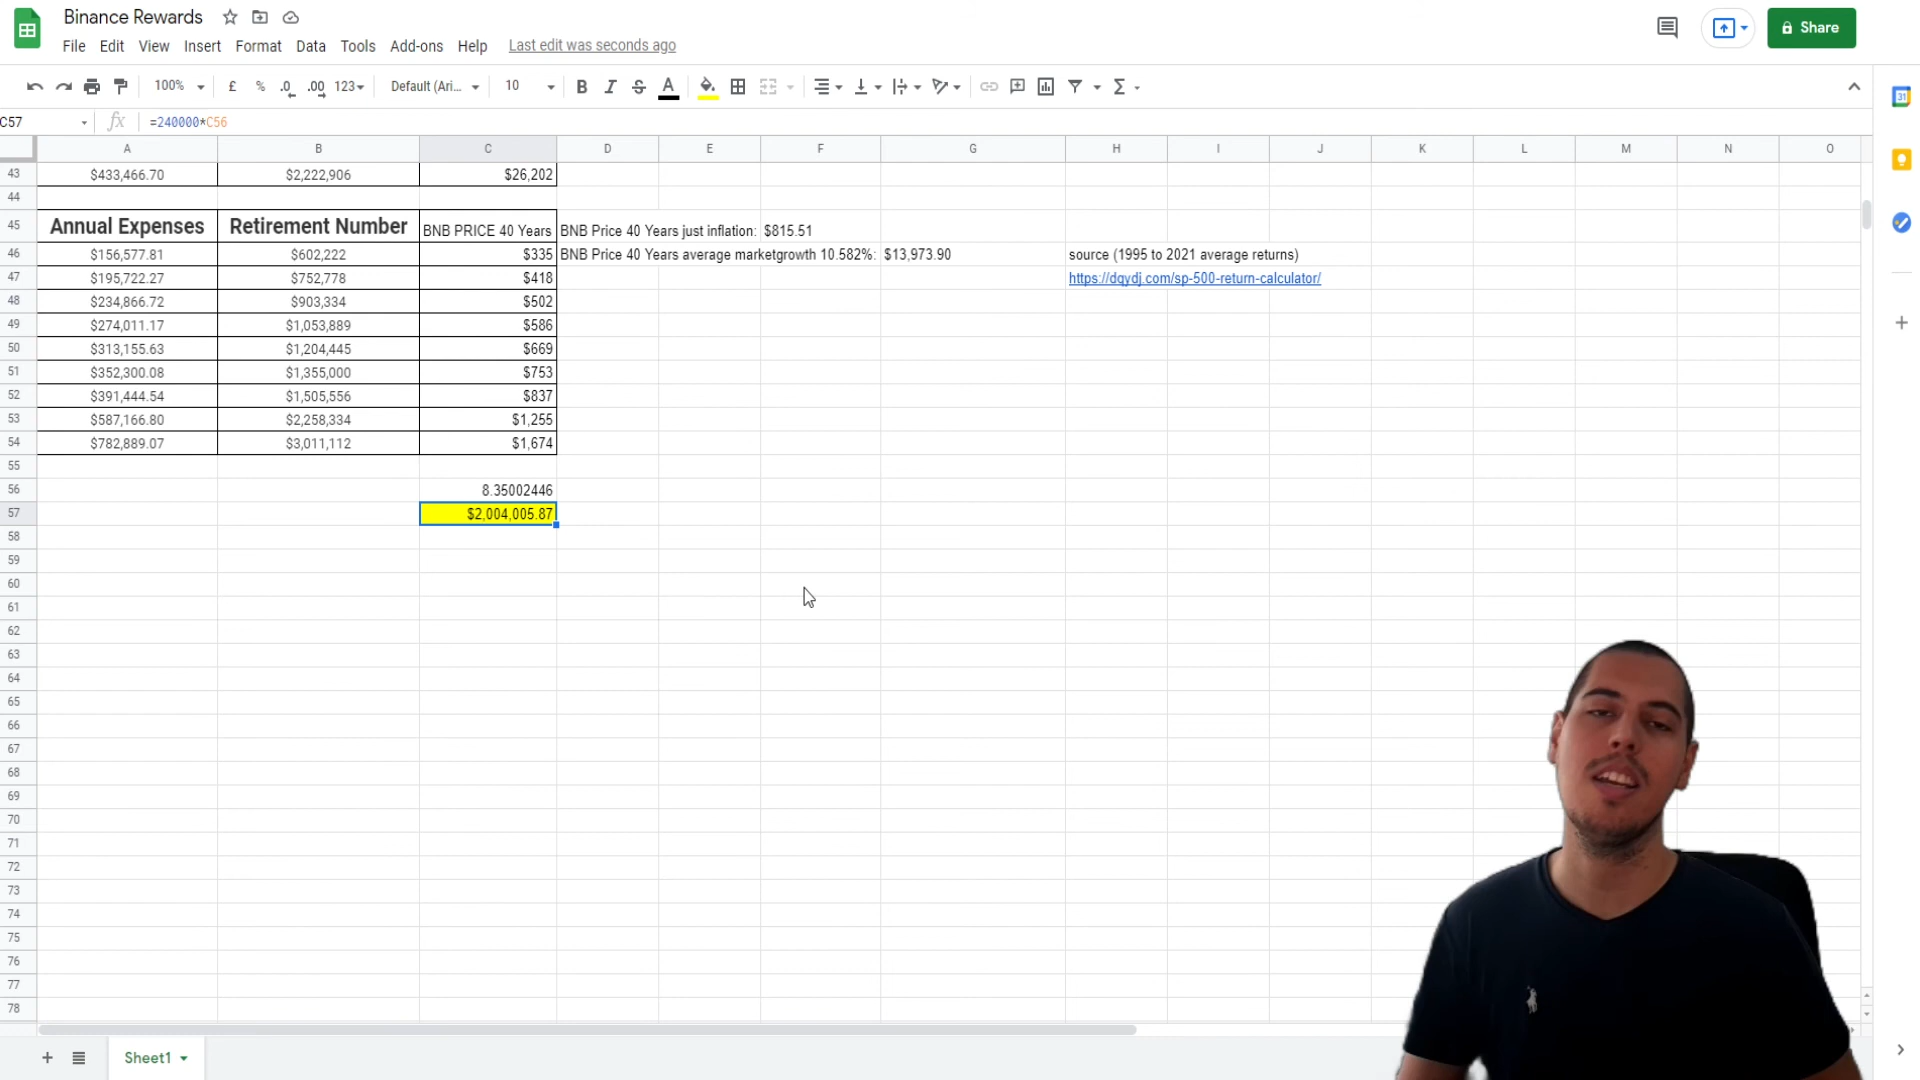 Binance Rewards
File Edit View Insert Format Data Tools Add-ons Help Last edit was seconds ago
Share
100% £ % .0 .00 123 Default (Ari... 10 B I S A Σ
C57 fx =240000*C56
A B C D E F G H I J K L M N O
43 $433,466.70 $2,222,906 $26,202
44
45 Annual Expenses Retirement Number BNB PRICE 40 Years BNB Price 40 Years just inflation: $815.51
46 $156,577.81 $602,222 $335 BNB Price 40 Years average marketgrowth 10.582%: $13,973.90 source (1995 to 2021 average returns)
47 $195,722.27 $752,778 $418 https://dqydj.com/sp-500-return-calculator/
48 $234,866.72 $903,334 $502
49 $274,011.17 $1,053,889 $586
50 $313,155.63 $1,204,445 $669
51 $352,300.08 $1,355,000 $753
52 $391,444.54 $1,505,556 $837
53 $587,166.80 $2,258,334 $1,255
54 $782,889.07 $3,011,112 $1,674
55
56 8.35002446
57 $2,004,005.87
58
59
60
61
62
63
64
65
66
67
68
69
70
71
72
73
74
75
76
77
78
Sheet1
31